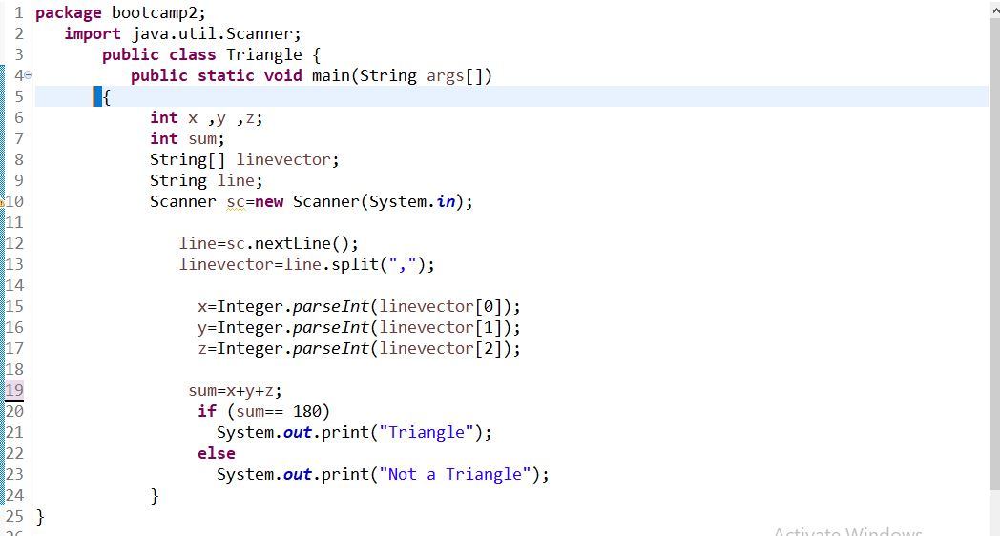 1 package bootcamp2;
2 import java.util.Scanner;
3 public class Triangle {
4 public static void main(String args[])
5 {
6 int x ,y ,z;
7 int sum;
8 String[] linevector;
9 String line;
10 Scanner sc=new Scanner(System.in);
11
12 line=sc.nextLine();
13 linevector=line.split(",");
14
15 x=Integer.parseInt(linevector[0]);
16 y=Integer.parseInt(linevector[1]);
17 z=Integer.parseInt(linevector[2]);
18
19 sum=x+y+z;
20 if (sum== 180)
21 System.out.print("Triangle");
22 else
23 System.out.print("Not a Triangle");
24 }
25 }
Activate Windows